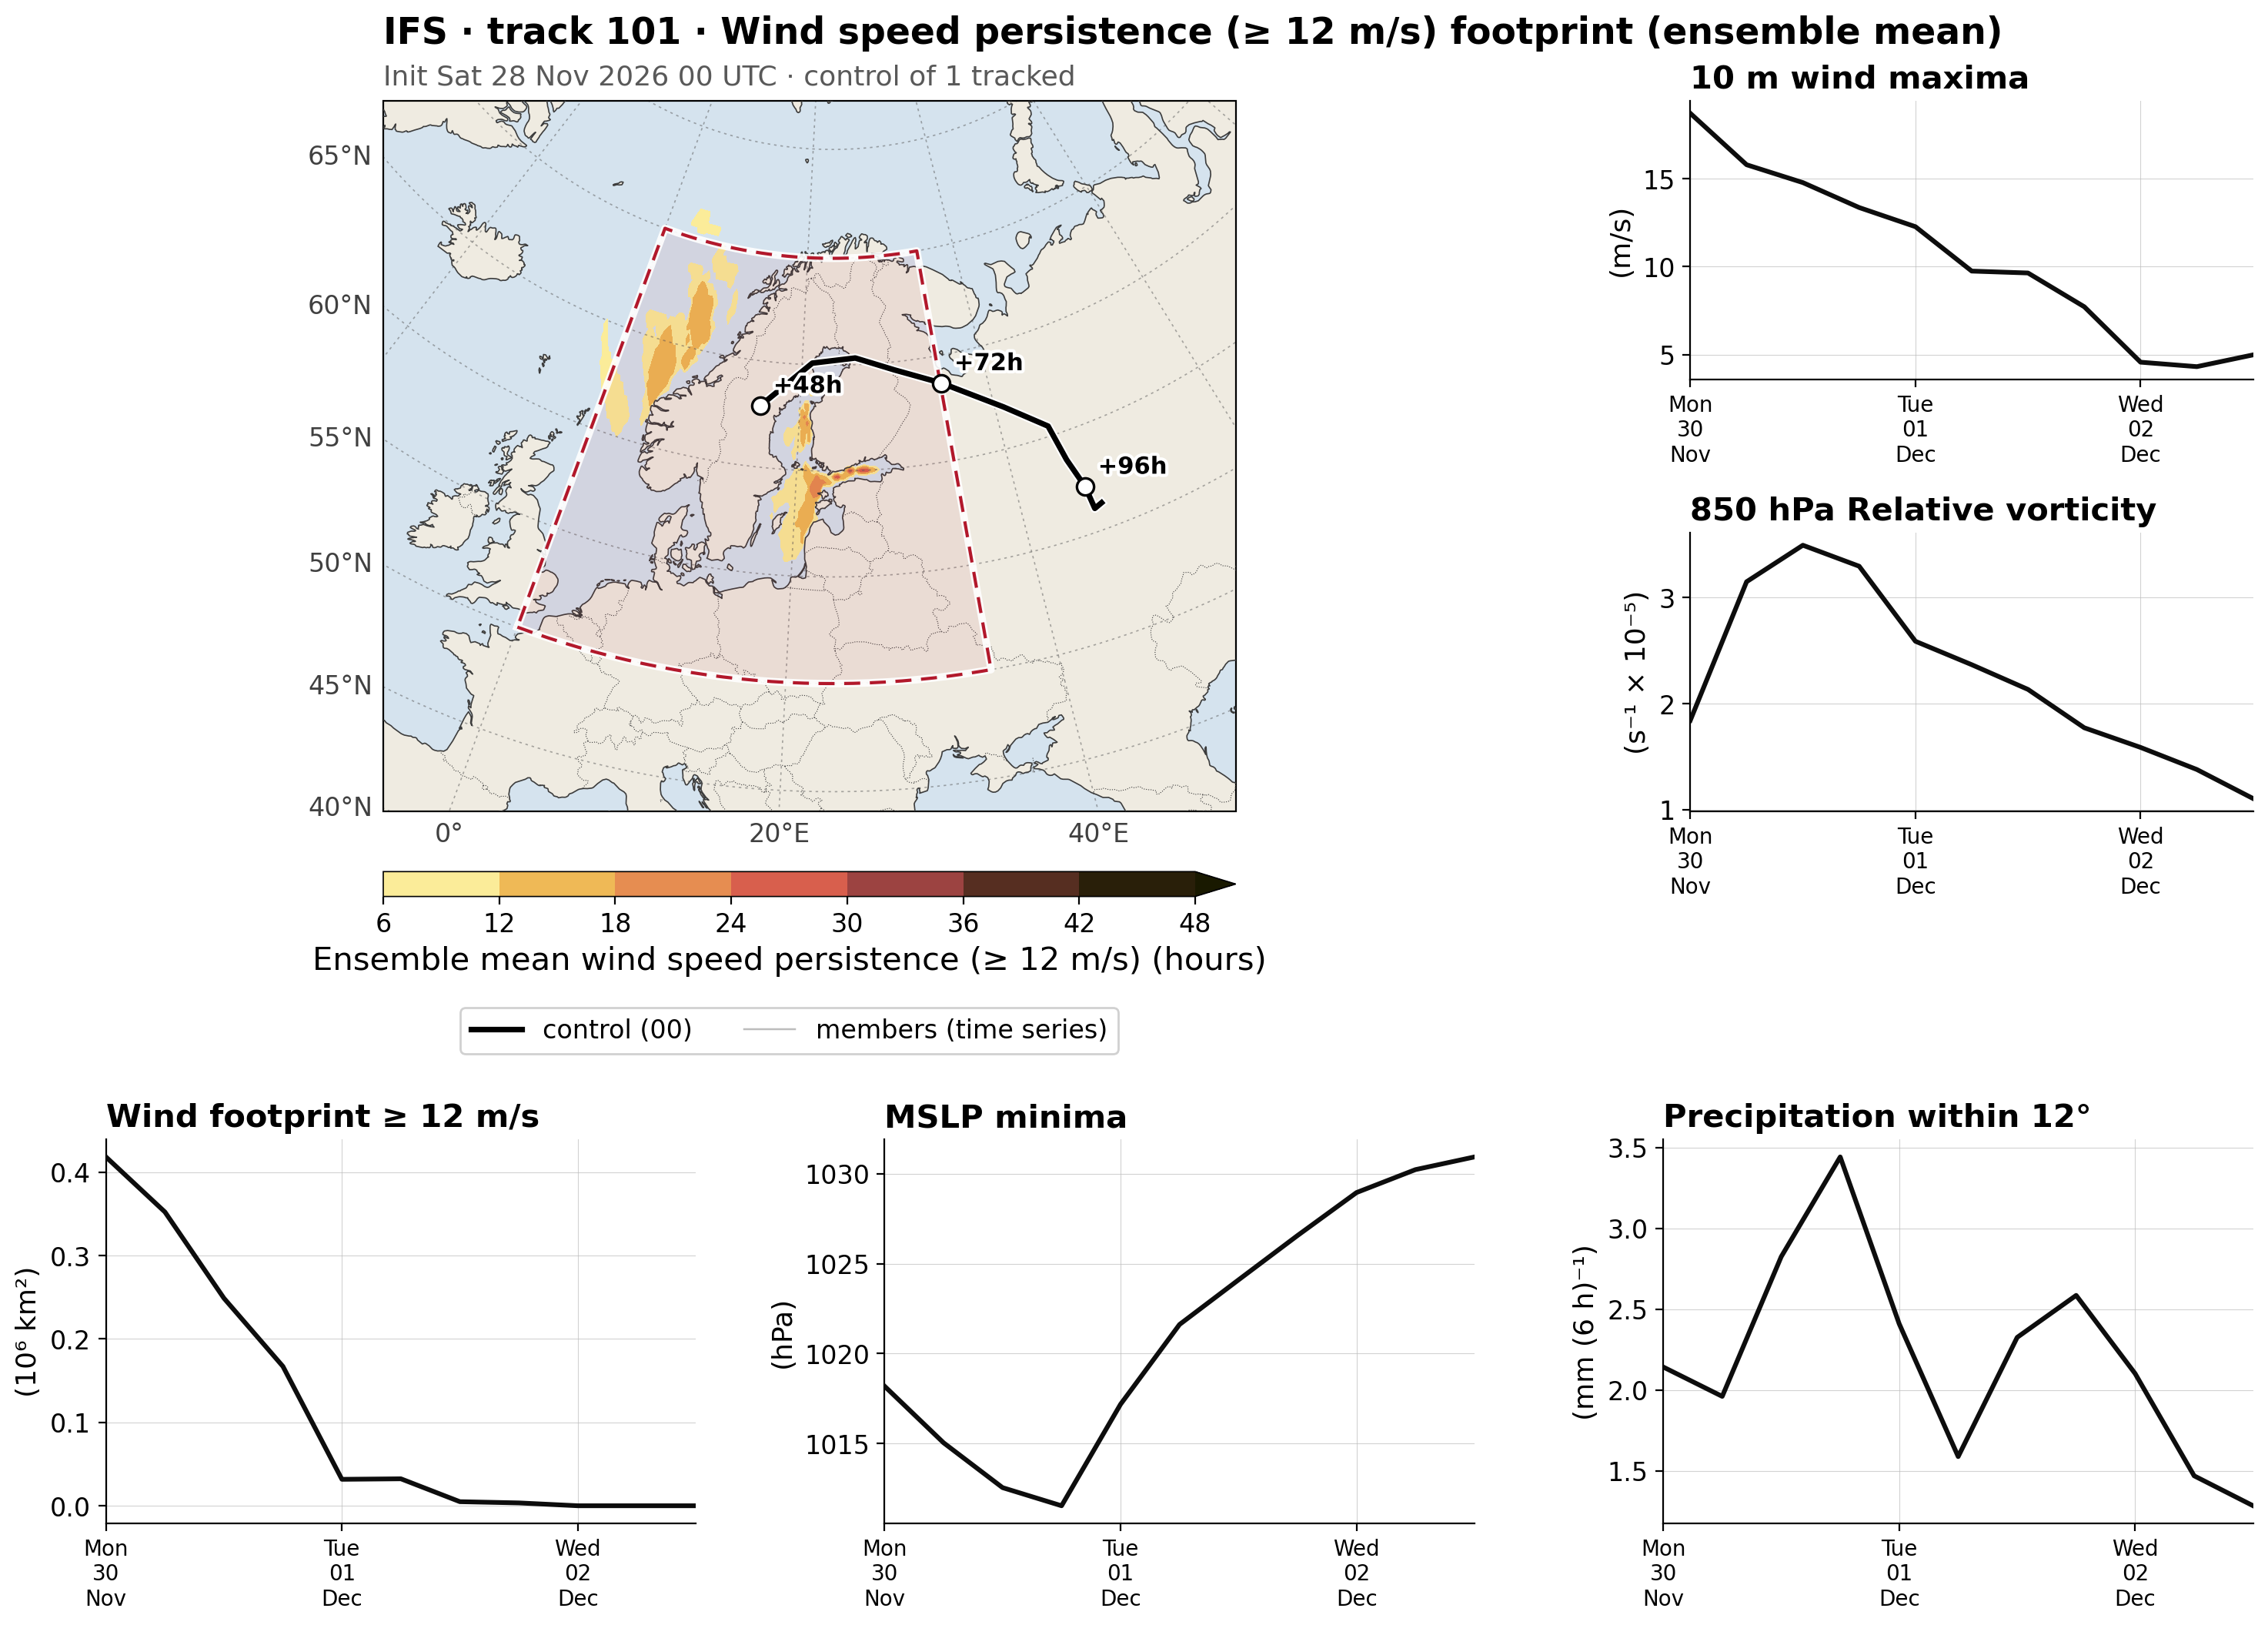 IFS · track 101 · Wind speed persistence (≥ 12 m/s) footprint (ensemble mean)
Init Sat 28 Nov 2026 00 UTC · control of 1 tracked
65°N
60°N
55°N
50°N
45°N
40°N
0°
20°E
40°E
+48h
+72h
+96h
6 12 18 24 30 36 42 48
Ensemble mean wind speed persistence (≥ 12 m/s) (hours)
control (00)
members (time series)
10 m wind maxima
(m/s)
15
10
5
Mon
30
Nov
Tue
01
Dec
Wed
02
Dec
850 hPa Relative vorticity
(s⁻¹ × 10⁻⁵)
3
2
1
Mon
30
Nov
Tue
01
Dec
Wed
02
Dec
Wind footprint ≥ 12 m/s
(10⁶ km²)
0.4
0.3
0.2
0.1
0.0
Mon
30
Nov
Tue
01
Dec
Wed
02
Dec
MSLP minima
(hPa)
1030
1025
1020
1015
Mon
30
Nov
Tue
01
Dec
Wed
02
Dec
Precipitation within 12°
(mm (6 h)⁻¹)
3.5
3.0
2.5
2.0
1.5
Mon
30
Nov
Tue
01
Dec
Wed
02
Dec